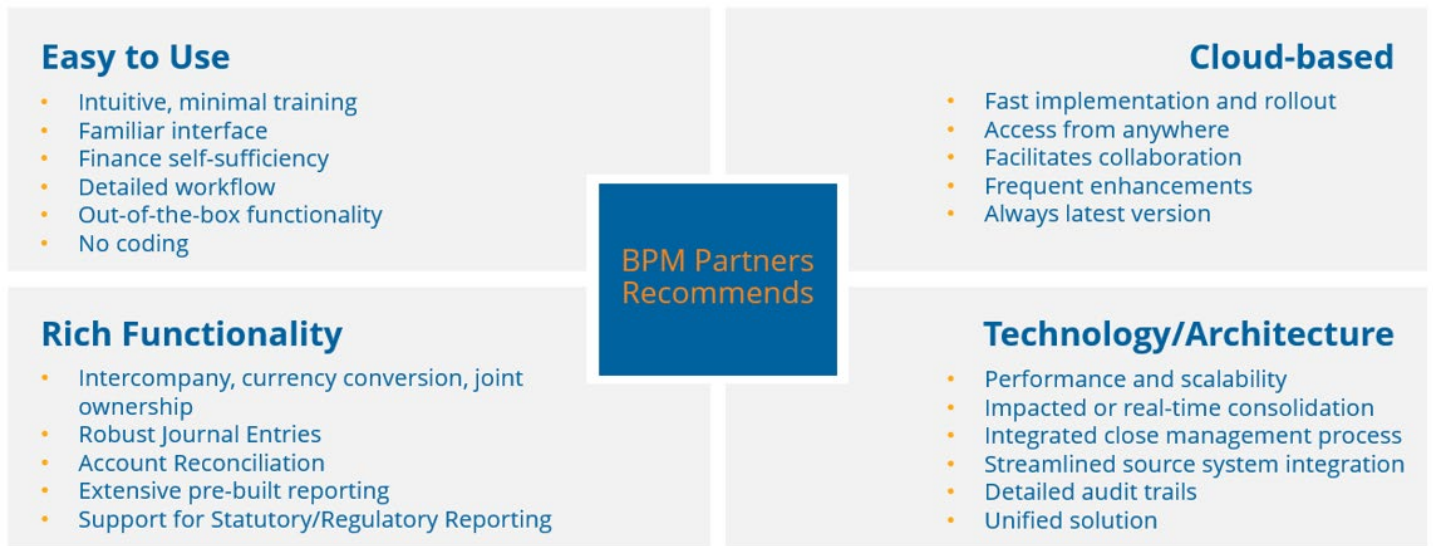 Easy to Use
• Intuitive, minimal training
• Familiar interface
• Finance self-sufficiency
• Detailed workflow
• Out-of-the-box functionality
• No coding
Cloud-based
• Fast implementation and rollout
• Access from anywhere
• Facilitates collaboration
• Frequent enhancements
• Always latest version
BPM Partners
Recommends
Rich Functionality
• Intercompany, currency conversion, joint
ownership
• Robust Journal Entries
• Account Reconciliation
• Extensive pre-built reporting
• Support for Statutory/Regulatory Reporting
Technology/Architecture
• Performance and scalability
• Impacted or real-time consolidation
• Integrated close management process
• Streamlined source system integration
• Detailed audit trails
• Unified solution